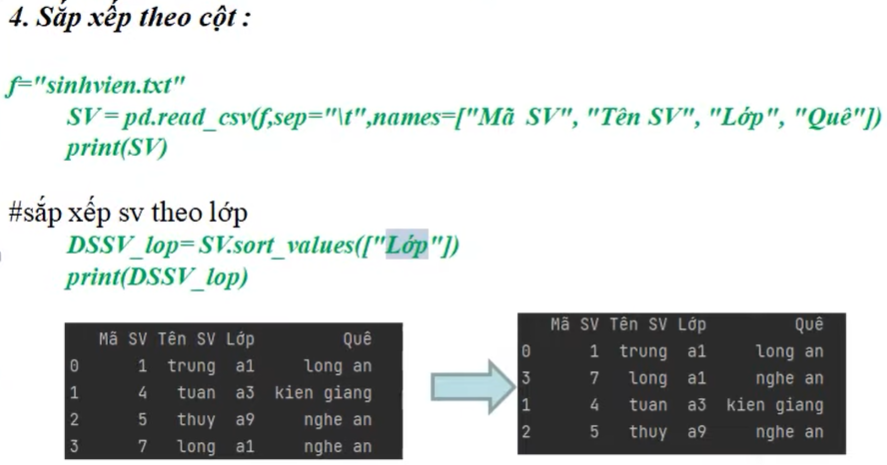 4. Sắp xếp theo cột :
f="sinhvien.txt"
SV = pd.read_csv(f,sep="\t",names=["Mã SV", "Tên SV", "Lớp", "Quê"])
print(SV)
#sắp xếp sv theo lớp
DSSV_lop= SV.sort_values(["Lớp"])
print(DSSV_lop)
Mã SV Tên SV Lớp Quê
0 1 trung a1 long an
1 4 tuan a3 kien giang
2 5 thuy a9 nghe an
3 7 long a1 nghe an
Mã SV Tên SV Lớp Quê
0 1 trung a1 long an
3 7 long a1 nghe an
1 4 tuan a3 kien giang
2 5 thuy a9 nghe an